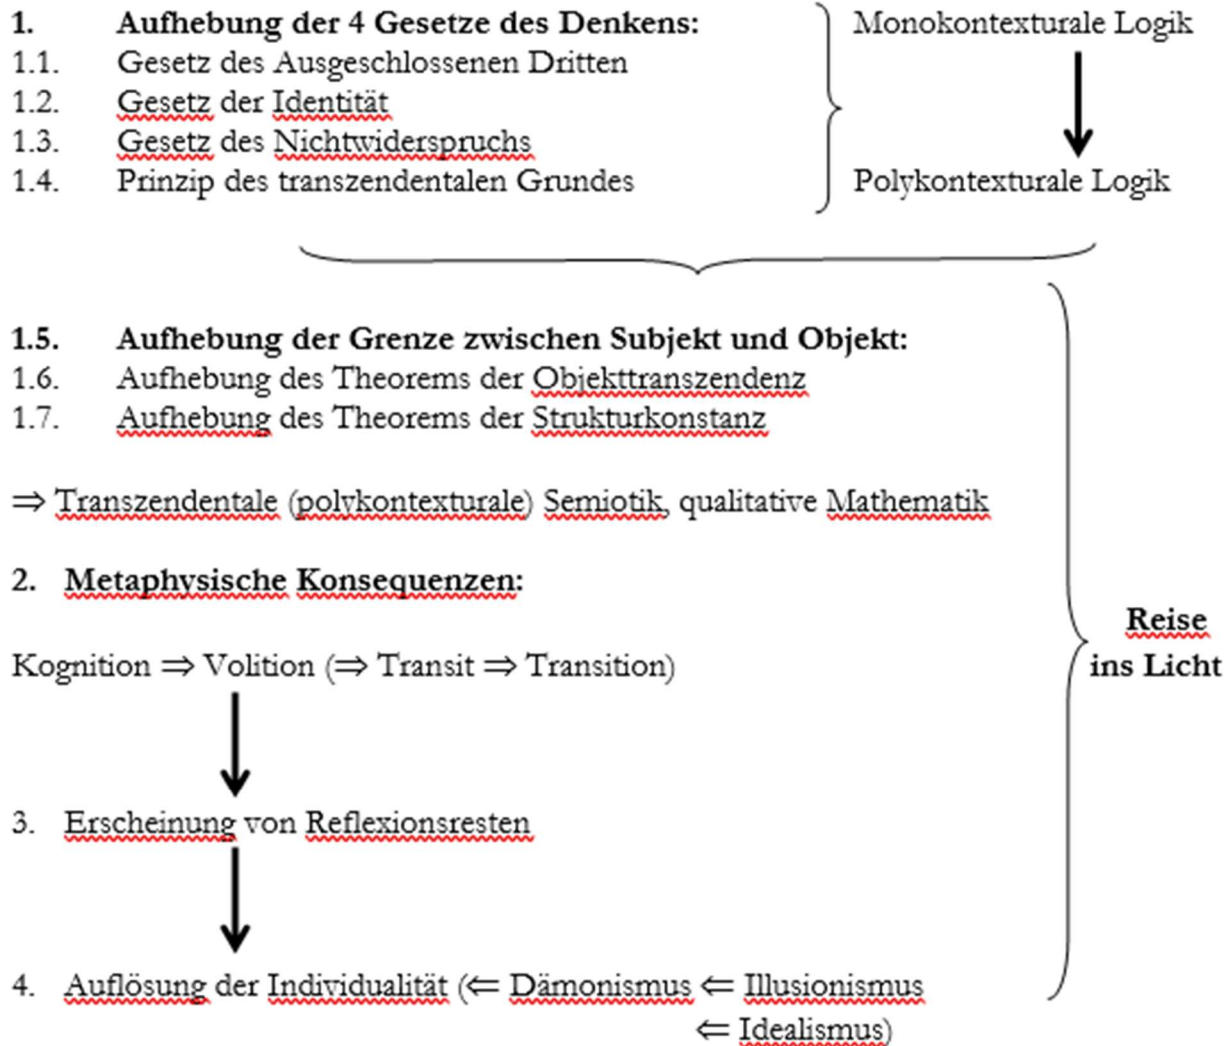 1. Aufhebung der 4 Gesetze des Denkens: Monokontexturale Logik
1.1. Gesetz des Ausgeschlossenen Dritten
1.2. Gesetz der Identität
1.3. Gesetz des Nichtwiderspruchs
1.4. Prinzip des transzendentalen Grundes Polykontexturale Logik
1.5. Aufhebung der Grenze zwischen Subjekt und Objekt:
1.6. Aufhebung des Theorems der Objekttranszendenz
1.7. Aufhebung des Theorems der Strukturkonstanz
⇒ Transzendentale (polykontexturale) Semiotik, qualitative Mathematik
2. Metaphysische Konsequenzen:
Reise
Kognition ⇒ Volition (⇒ Transit ⇒ Transition) ins Licht
3. Erscheinung von Reflexionsresten
4. Auflösung der Individualität (⇐ Dämonismus ⇐ Illusionismus
⇐ Idealismus)